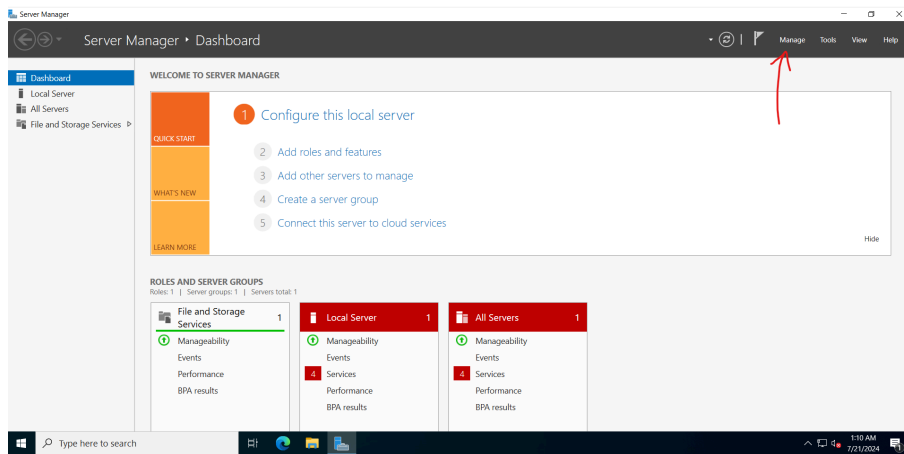 Server Manager
Server Manager • Dashboard
Manage Tools View Help
Dashboard
Local Server
All Servers
File and Storage Services
WELCOME TO SERVER MANAGER
QUICK START
WHAT'S NEW
LEARN MORE
1 Configure this local server
2 Add roles and features
3 Add other servers to manage
4 Create a server group
5 Connect this server to cloud services
Hide
ROLES AND SERVER GROUPS
Roles: 1 | Server groups: 1 | Servers total: 1
File and Storage
Services
1
Manageability
Events
Performance
BPA results
Local Server 1
Manageability
Events
4 Services
Performance
BPA results
All Servers 1
Manageability
Events
4 Services
Performance
BPA results
Type here to search
1:10 AM
7/21/2024
1